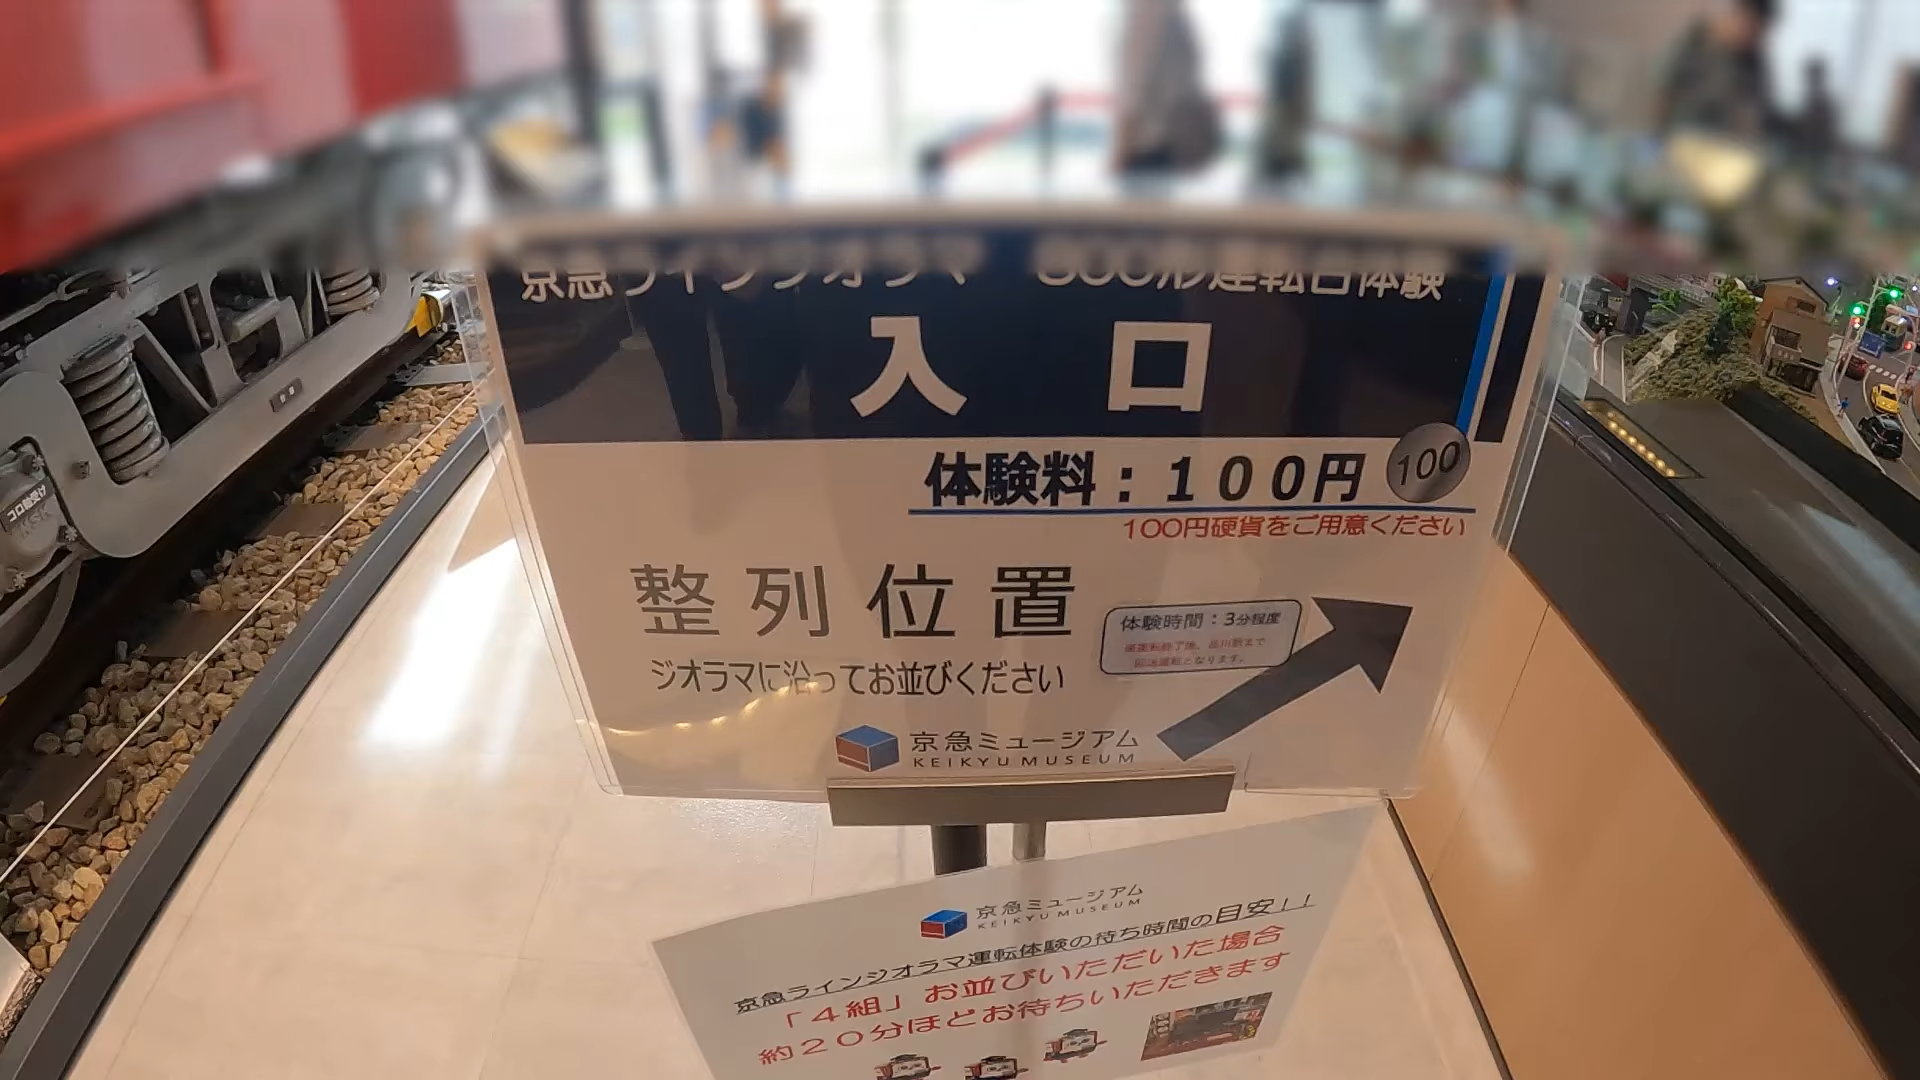 京急ラインジオラマ 800形運転台体験
入口
体験料：100円 100
100円硬貨をご用意ください
整列位置
体験時間：3分程度
ジオラマに沿ってお並びください
京急ミュージアム
KEIKYU MUSEUM
京急ミュージアム
KEIKYU MUSEUM
京急ラインジオラマ運転体験の待ち時間の目安！！
「4組」お並びいただいた場合
約20分ほどお待ちいただきます
コロ軸受け
NSK